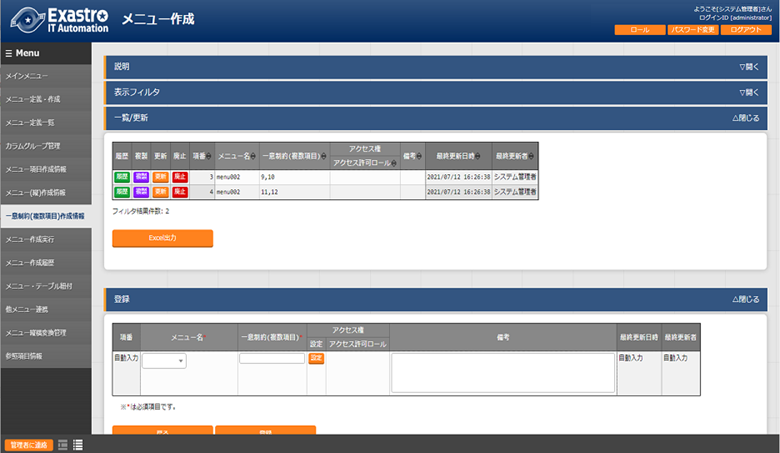 Exastro
IT Automation
メニュー作成
ようこそ[システム管理者]さん
ログインID [administrator]
ロール
パスワード変更
ログアウト
☰ Menu
メインメニュー
メニュー定義・作成
メニュー定義一覧
カラムグループ管理
メニュー項目作成情報
メニュー(縦)作成情報
一意制約(複数項目)作成情報
メニュー作成実行
メニュー作成履歴
メニュー・テーブル紐付
他メニュー連携
メニュー縦横変換管理
参照項目情報
説明
▽開く
表示フィルタ
▽開く
一覧/更新
△閉じる
履歴 複製 更新 廃止 項番 メニュー名 一意制約(複数項目) アクセス権 備考 最終更新日時 最終更新者
アクセス許可ロール
履歴 複製 更新 廃止 3 menu002 9,10 2021/07/12 16:26:38 システム管理者
履歴 複製 更新 廃止 4 menu002 11,12 2021/07/12 16:26:38 システム管理者
フィルタ結果件数: 2
Excel出力
登録
△閉じる
項番 メニュー名* 一意制約(複数項目)* アクセス権 備考 最終更新日時 最終更新者
設定 アクセス許可ロール
自動入力 設定 自動入力 自動入力
※*は必須項目です。
戻る
登録
管理者に連絡